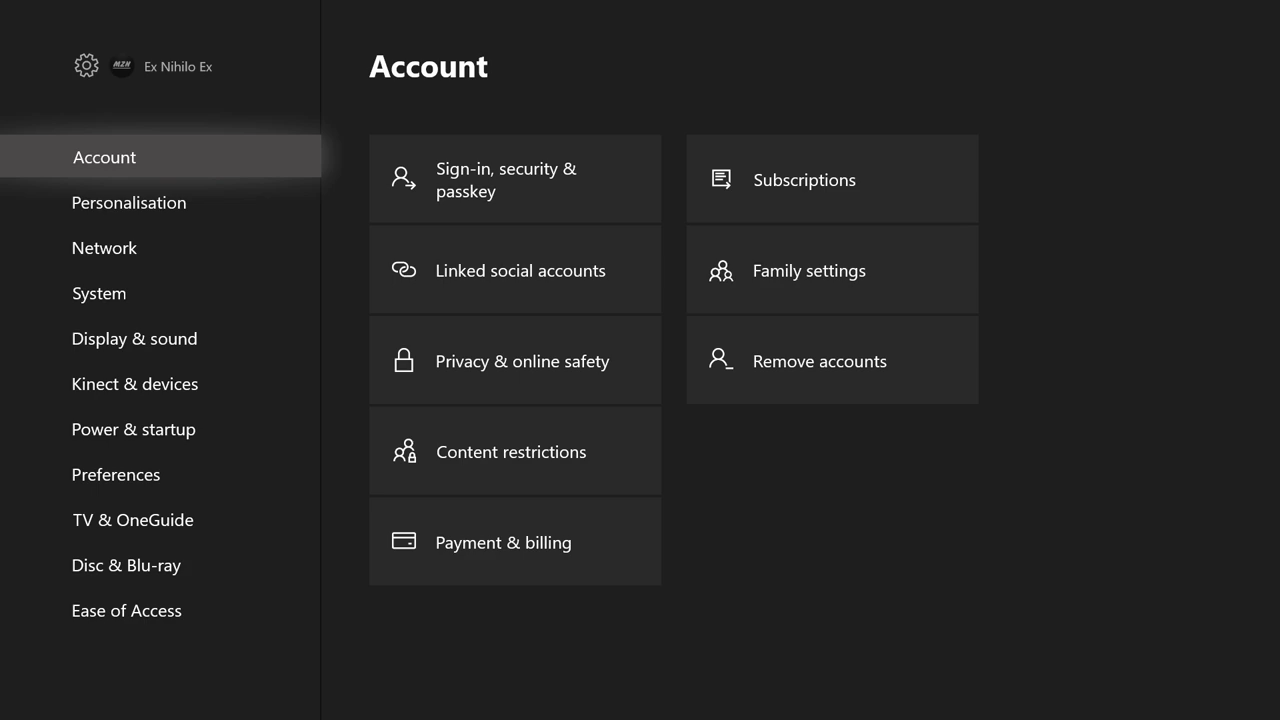 MZN
Ex Nihilo Ex
Account
Personalisation
Network
System
Display & sound
Kinect & devices
Power & startup
Preferences
TV & OneGuide
Disc & Blu-ray
Ease of Access
Account
Sign-in, security &
passkey
Linked social accounts
Privacy & online safety
Content restrictions
Payment & billing
Subscriptions
Family settings
Remove accounts